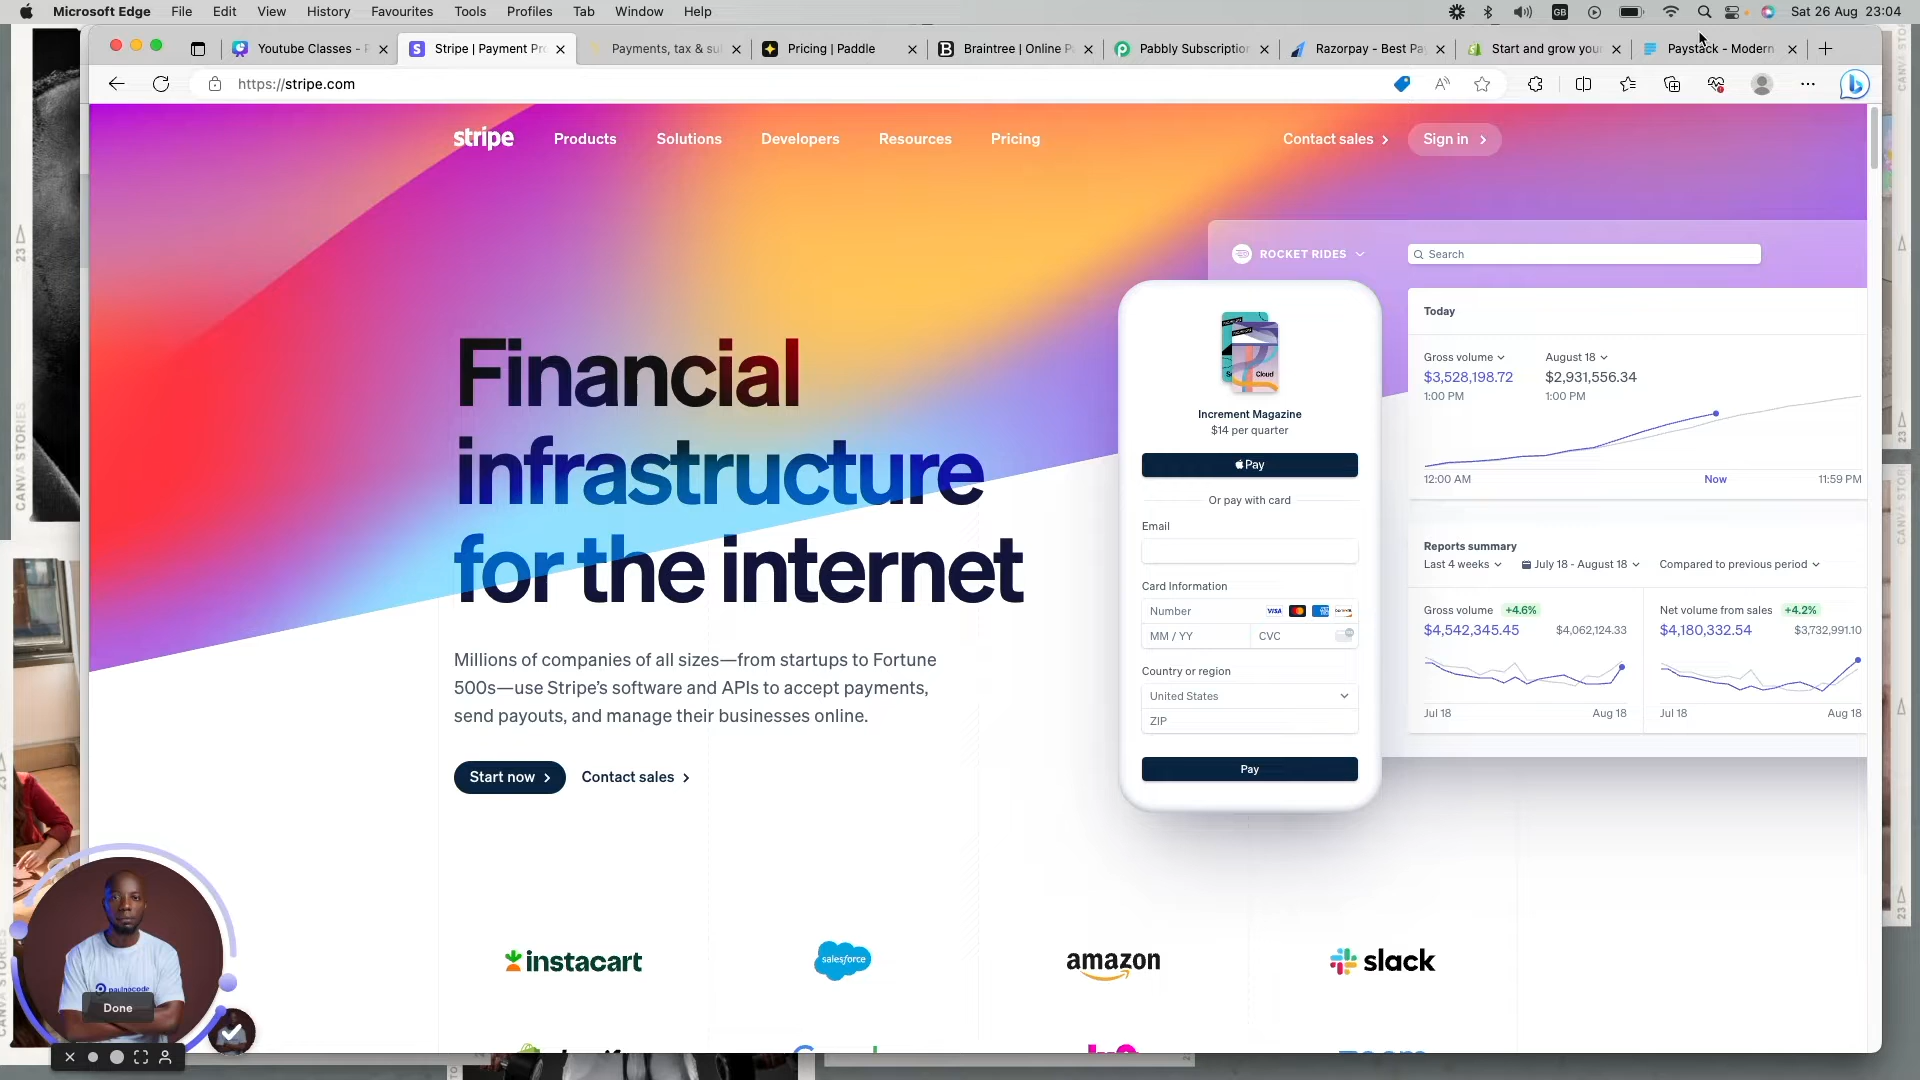 Microsoft Edge File Edit View History Favourites Tools Profiles Tab Window Help GB Sat 26 Aug 23:04
Youtube Classes - P Stripe | Payment Pro Payments, tax & su Pricing | Paddle Braintree | Online P Pabbly Subscription Razorpay - Best Pay Start and grow your Paystack - Modern
https://stripe.com
stripe Products Solutions Developers Resources Pricing Contact sales Sign in
ROCKET RIDES Search
Financial
infrastructure
for the internet
Millions of companies of all sizes—from startups to Fortune
500s—use Stripe’s software and APIs to accept payments,
send payouts, and manage their businesses online.
Start now Contact sales
Cloud
Increment Magazine
$14 per quarter
Pay
Or pay with card
Email
Card Information
Number VISA
MM / YY CVC
Country or region
United States
ZIP
Pay
Today
Gross volume August 18
$3,528,198.72 $2,931,556.34
1:00 PM 1:00 PM
12:00 AM Now 11:59 PM
Reports summary
Last 4 weeks July 18 - August 18 Compared to previous period
Gross volume +4.6% Net volume from sales +4.2%
$4,542,345.45 $4,062,124.33 $4,180,332.54 $3,732,991.10
Jul 18 Aug 18 Jul 18 Aug 18
instacart salesforce amazon slack
paulnocode
Done
CANVA STORIES
23